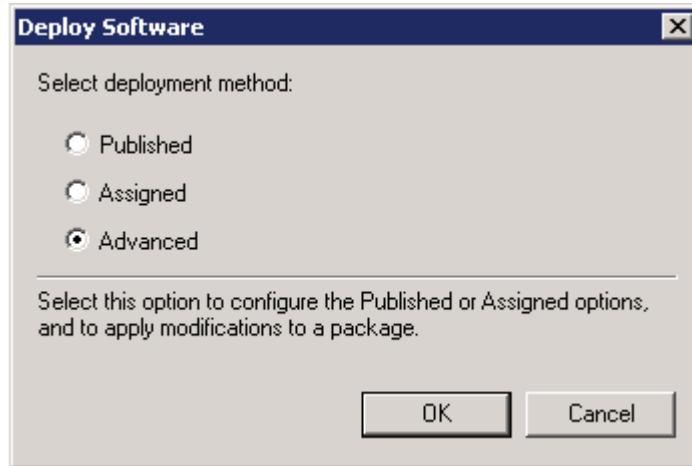 Deploy Software
Select deployment method:
Published
Assigned
Advanced
Select this option to configure the Published or Assigned options,
and to apply modifications to a package.
OK Cancel